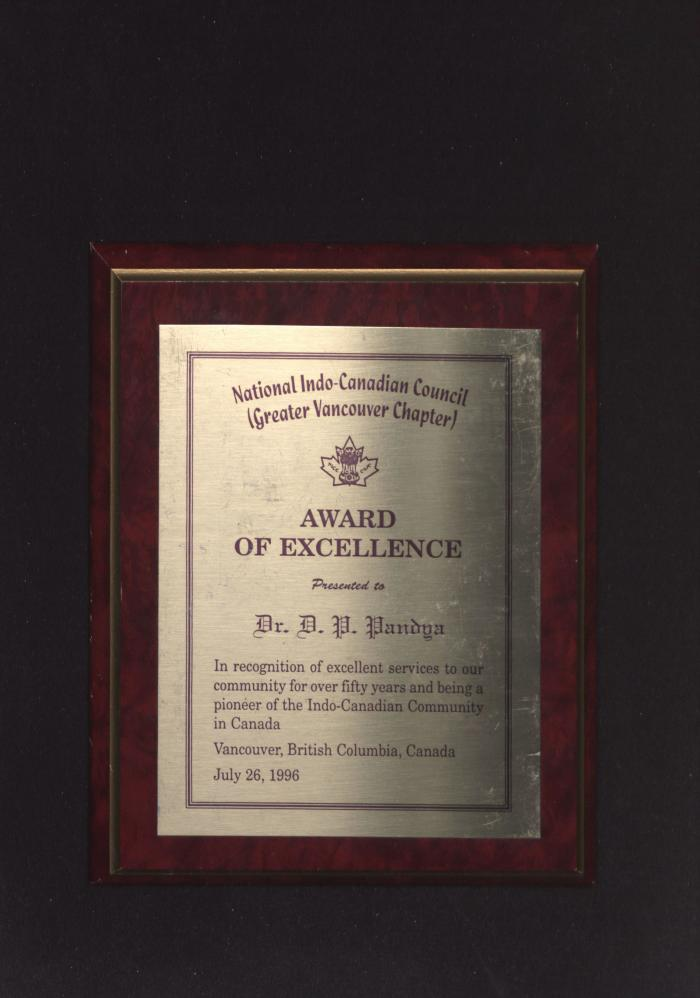 National Indo-Canadian Council
(Greater Vancouver Chapter)
AWARD
OF EXCELLENCE
Presented to
Dr. D. P. Pandya
In recognition of excellent services to our
community for over fifty years and being a
pioneer of the Indo-Canadian Community
in Canada
Vancouver, British Columbia, Canada
July 26, 1996